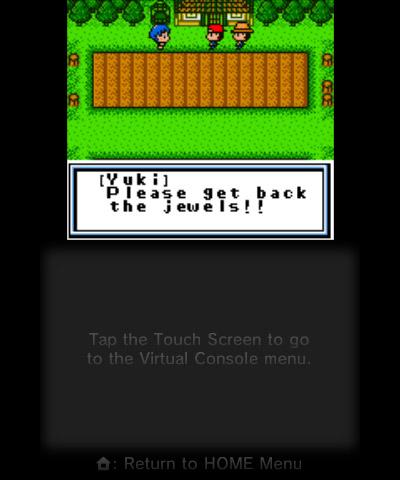 [Yuki]
Please get back
the jewels!!
Tap the Touch Screen to go
to the Virtual Console menu.
: Return to HOME Menu